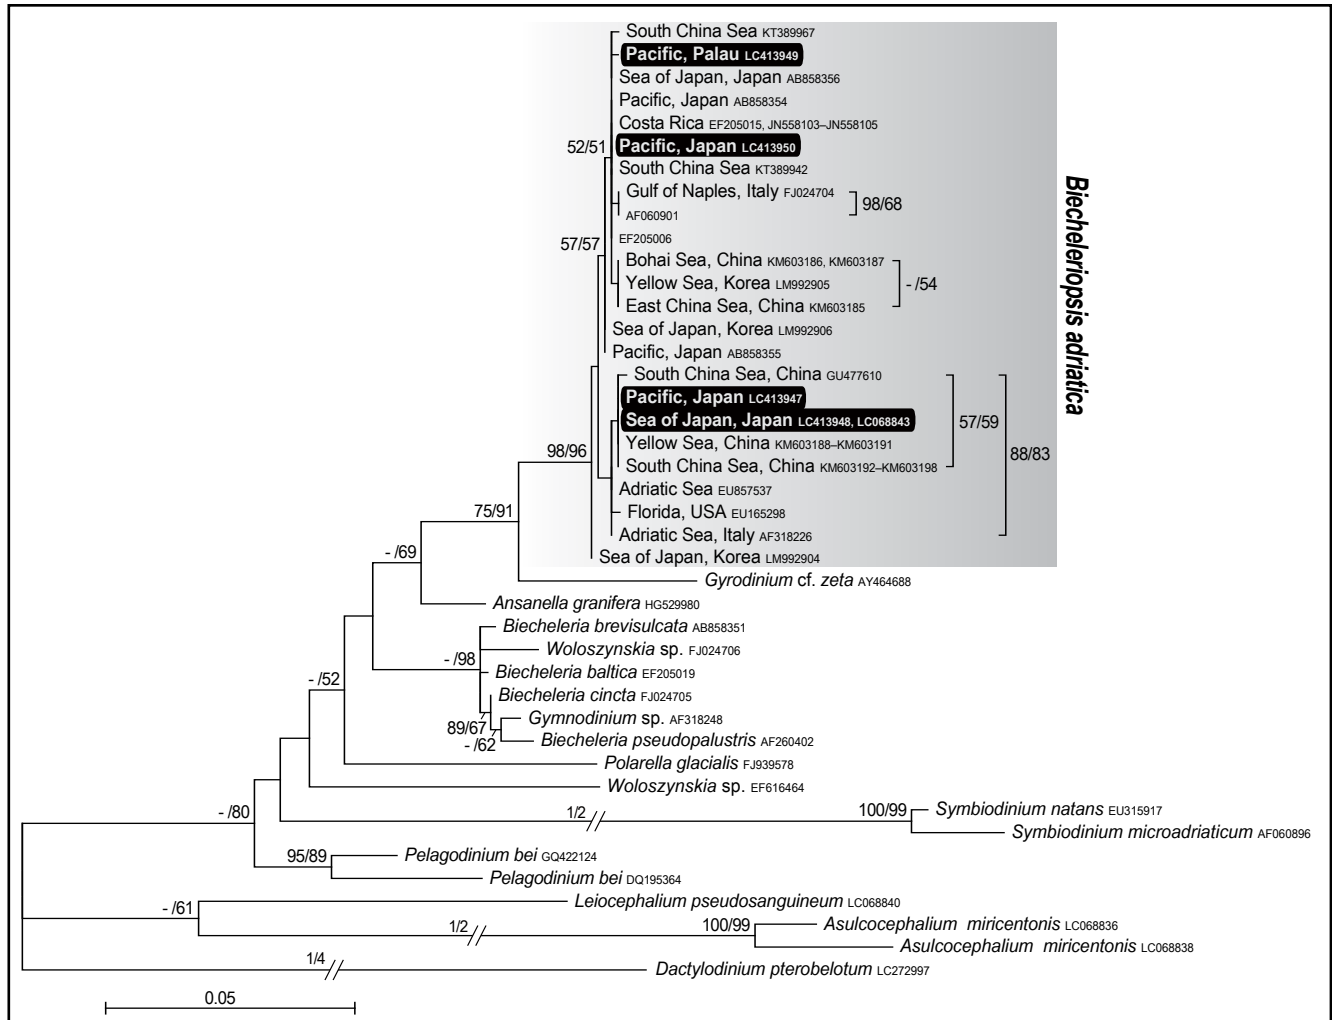 South China Sea KT389967
Pacific, Palau LC413949
Sea of Japan, Japan AB858356
Pacific, Japan AB858354
Costa Rica EF205015, JN558103–JN558105
52/51
Pacific, Japan LC413950
South China Sea KT389942
Gulf of Naples, Italy FJ024704
98/68
AF060901
EF205006
57/57
Bohai Sea, China KM603186, KM603187
Yellow Sea, Korea LM992905
- /54
East China Sea, China KM603185
Sea of Japan, Korea LM992906
Pacific, Japan AB858355
Biecheleriopsis adriatica
South China Sea, China GU477610
Pacific, Japan LC413947
Sea of Japan, Japan LC413948, LC068843
57/59
Yellow Sea, China KM603188–KM603191
98/96
88/83
South China Sea, China KM603192–KM603198
Adriatic Sea EU857537
75/91
Florida, USA EU165298
Adriatic Sea, Italy AF318226
- /69
Sea of Japan, Korea LM992904
Gyrodinium cf. zeta AY464688
Ansanella granifera HG529980
Biecheleria brevisulcata AB858351
Woloszynskia sp. FJ024706
- /98
Biecheleria baltica EF205019
- /52
Biecheleria cincta FJ024705
Gymnodinium sp. AF318248
89/67
Biecheleria pseudopalustris AF260402
- /62
Polarella glacialis FJ939578
Woloszynskia sp. EF616464
- /80
1/2
100/99
Symbiodinium natans EU315917
Symbiodinium microadriaticum AF060896
95/89
Pelagodinium bei GQ422124
Pelagodinium bei DQ195364
Leiocephalium pseudosanguineum LC068840
- /61
1/2
100/99
Asulcocephalium miricentonis LC068836
Asulcocephalium miricentonis LC068838
1/4
Dactylodinium pterobelotum LC272997
0.05